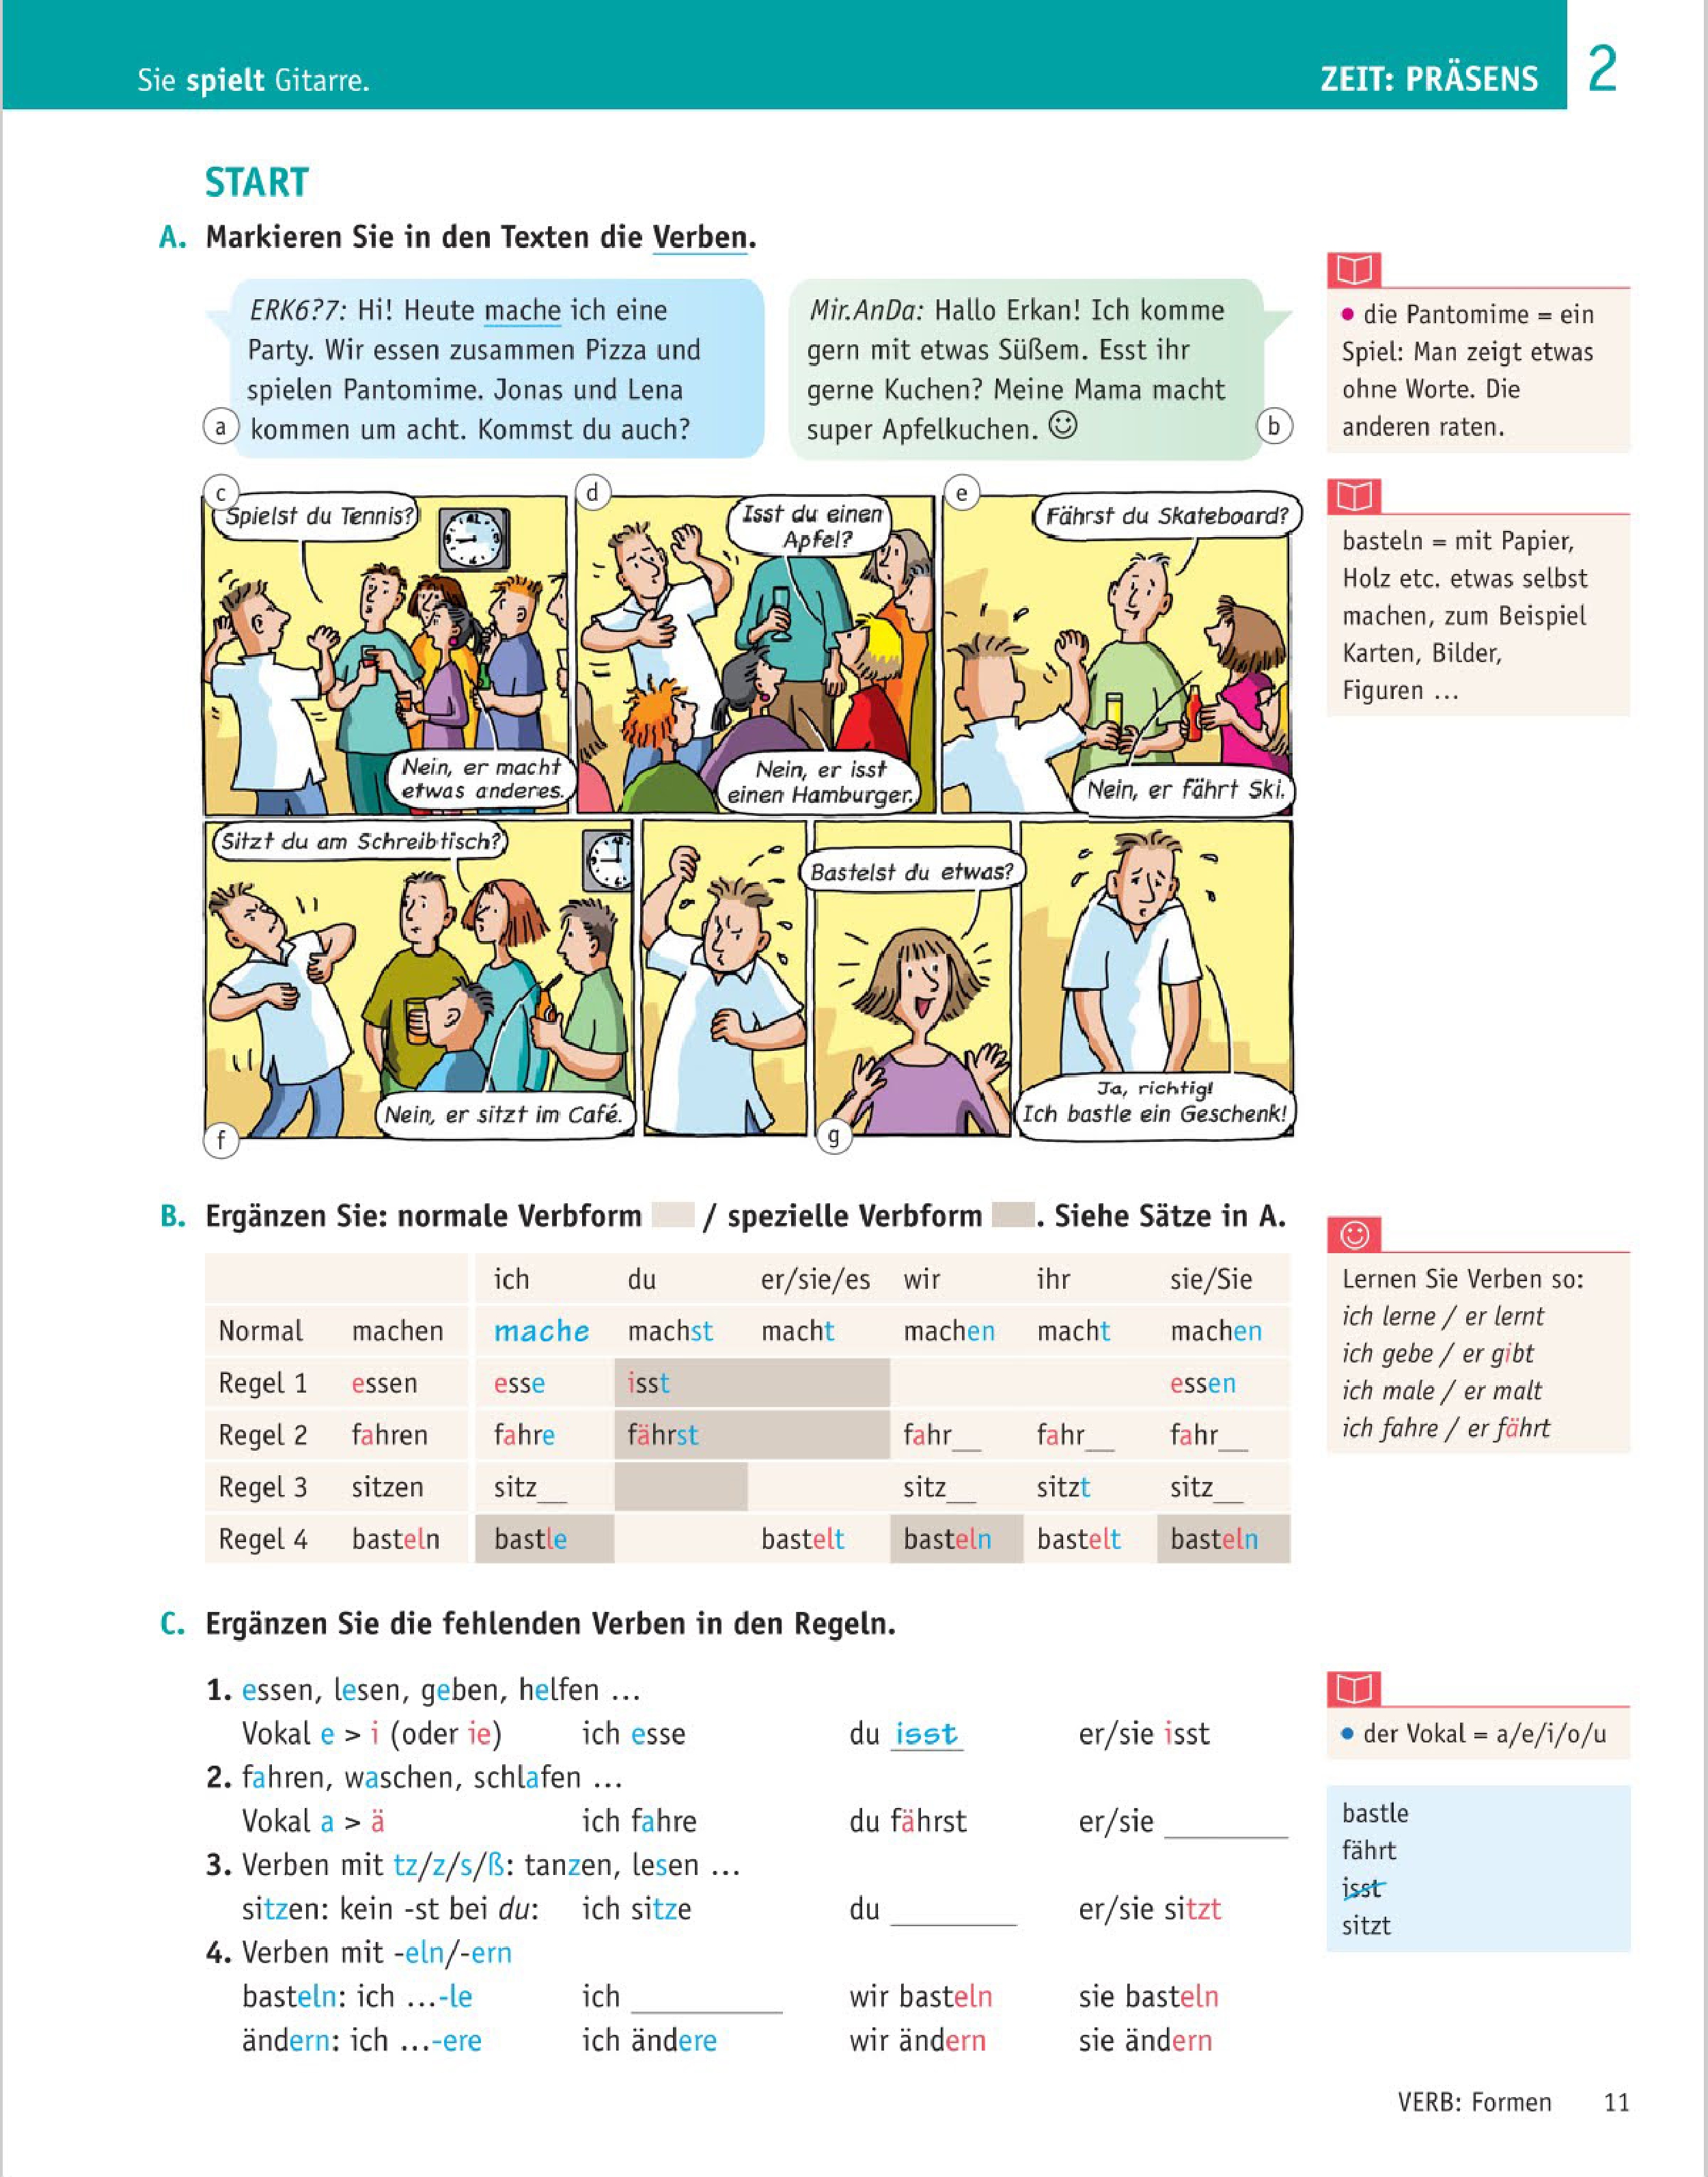 Sie spielt Gitarre.
ZEIT: PRÄSENS 2
START
A. Markieren Sie in den Texten die Verben.
ERK6?7: Hi! Heute mache ich eine
Party. Wir essen zusammen Pizza und
spielen Pantomime. Jonas und Lena
a kommen um acht. Kommst du auch?
Mir.AnDa: Hallo Erkan! Ich komme
gern mit etwas Süßem. Esst ihr
gerne Kuchen? Meine Mama macht
super Apfelkuchen. ☺ b
• die Pantomime = ein
Spiel: Man zeigt etwas
ohne Worte. Die
anderen raten.
basteln = mit Papier,
Holz etc. etwas selbst
machen, zum Beispiel
Karten, Bilder,
Figuren ...
c
Spielst du Tennis?
Nein, er macht
etwas anderes.
d
Isst du einen
Apfel?
Nein, er isst
einen Hamburger.
e
Fährst du Skateboard?
Nein, er fährt Ski.
Sitzt du am Schreibtisch?
Nein, er sitzt im Café.
f
Bastelst du etwas?
g
Ja, richtig!
Ich bastle ein Geschenk!
B. Ergänzen Sie: normale Verbform / spezielle Verbform . Siehe Sätze in A.
ich du er/sie/es wir ihr sie/Sie
Normal machen mache machst macht machen macht machen
Regel 1 essen esse isst essen
Regel 2 fahren fahre fährst fahr__ fahr__ fahr__
Regel 3 sitzen sitz__ sitz__ sitzt sitz__
Regel 4 basteln bastle bastelt basteln bastelt basteln
Lernen Sie Verben so:
ich lerne / er lernt
ich gebe / er gibt
ich male / er malt
ich fahre / er fährt
C. Ergänzen Sie die fehlenden Verben in den Regeln.
1. essen, lesen, geben, helfen ...
Vokal e > i (oder ie) ich esse du isst er/sie isst
2. fahren, waschen, schlafen ...
Vokal a > ä ich fahre du fährst er/sie ________
3. Verben mit tz/z/s/ß: tanzen, lesen ...
sitzen: kein -st bei du: ich sitze du ________ er/sie sitzt
4. Verben mit -eln/-ern
basteln: ich ...-le ich ________ wir basteln sie basteln
ändern: ich ...-ere ich ändere wir ändern sie ändern
• der Vokal = a/e/i/o/u
bastle
fährt
isst
sitzt
VERB: Formen 11